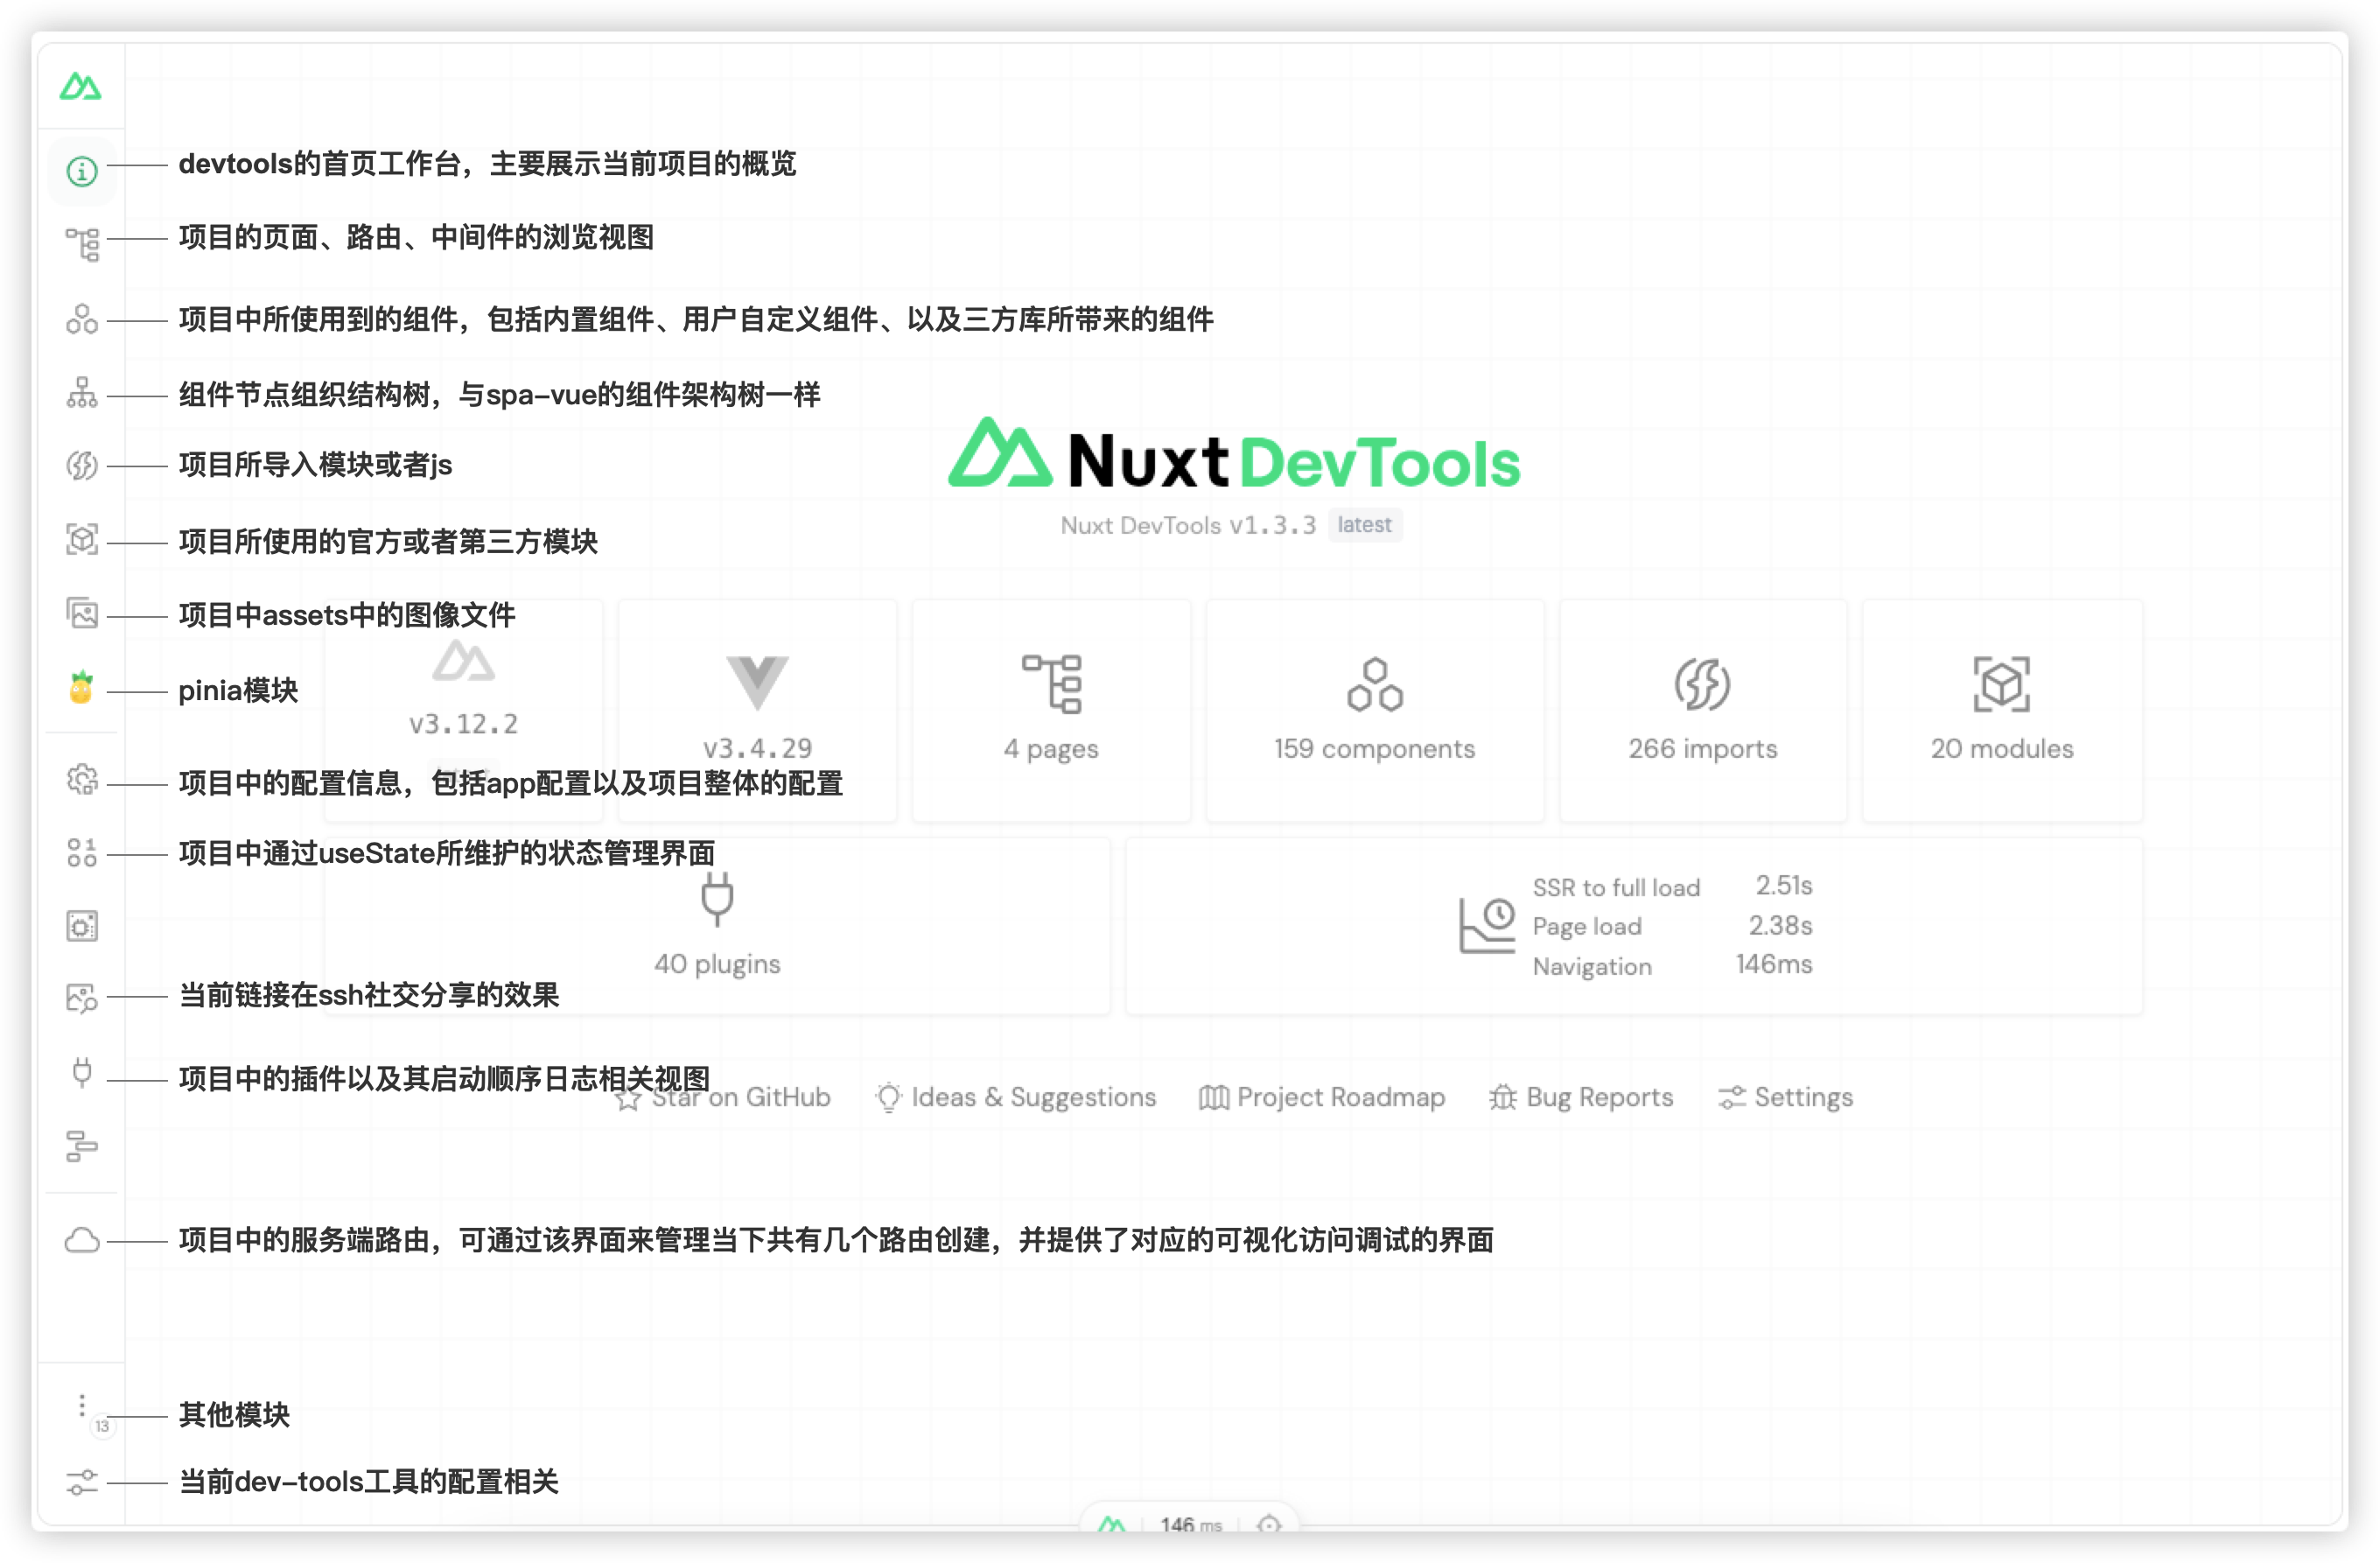 devtools的首页工作台，主要展示当前项目的概览
项目的页面、路由、中间件的浏览视图
项目中所使用到的组件，包括内置组件、用户自定义组件、以及三方库所带来的组件
组件节点组织结构树，与spa-vue的组件架构树一样
项目所导入模块或者js
Nuxt DevTools
Nuxt DevTools v1.3.3 latest
项目所使用的官方或者第三方模块
项目中assets中的图像文件
pinia模块
v3.12.2
v3.4.29
4 pages
159 components
266 imports
20 modules
项目中的配置信息，包括app配置以及项目整体的配置
项目中通过useState所维护的状态管理界面
40 plugins
SSR to full load 2.51s
Page load 2.38s
Navigation 146ms
当前链接在ssh社交分享的效果
项目中的插件以及其启动顺序日志相关视图
Star on GitHub
Ideas & Suggestions
Project Roadmap
Bug Reports
Settings
项目中的服务端路由，可通过该界面来管理当下共有几个路由创建，并提供了对应的可视化访问调试的界面
其他模块
13
当前dev-tools工具的配置相关
146 ms